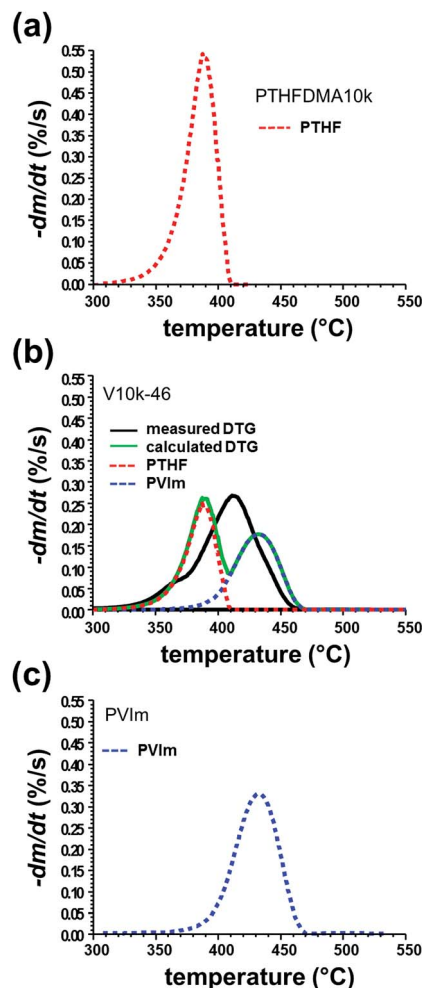 (a)
0.55
0.50
0.45
0.40
0.35
0.30
0.25
0.20
0.15
0.10
0.05
0.00
-dm/dt (%/s)
PTHFDMA10k
PTHF
300 350 400 450 500 550
temperature (°C)
(b)
0.55
0.50
0.45
0.40
0.35
0.30
0.25
0.20
0.15
0.10
0.05
0.00
-dm/dt (%/s)
V10k-46
measured DTG
calculated DTG
PTHF
PVIm
300 350 400 450 500 550
temperature (°C)
(c)
0.55
0.50
0.45
0.40
0.35
0.30
0.25
0.20
0.15
0.10
0.05
0.00
-dm/dt (%/s)
PVIm
PVIm
300 350 400 450 500 550
temperature (°C)